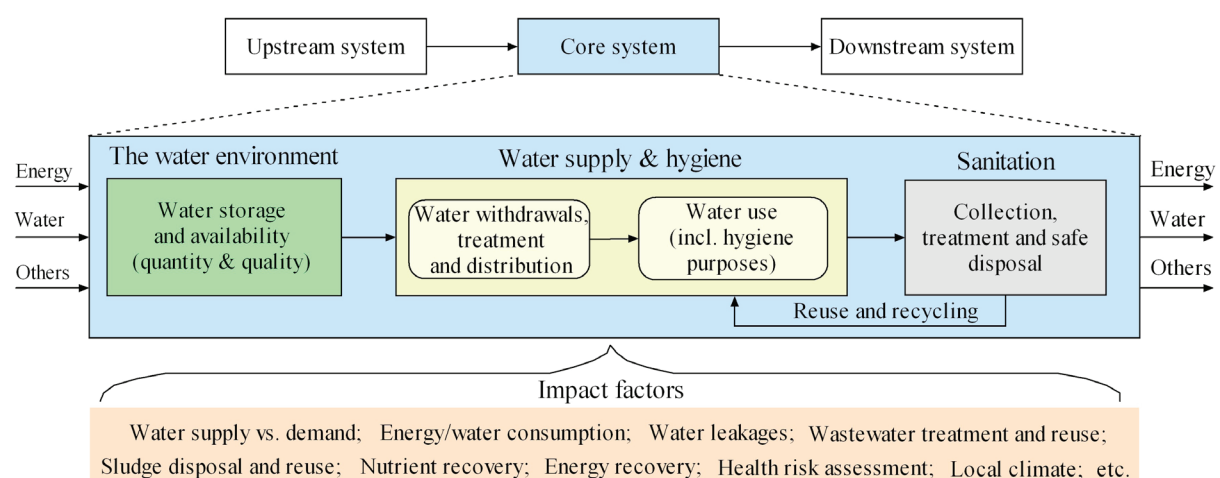 Upstream system
Core system
Downstream system
The water environment
Water supply & hygiene
Sanitation
Energy
Water
Others
Water storage
and availability
(quantity & quality)
Water withdrawals,
treatment
and distribution
Water use
(incl. hygiene
purposes)
Collection,
treatment and safe
disposal
Energy
Water
Others
Reuse and recycling
Impact factors
Water supply vs. demand; Energy/water consumption; Water leakages; Wastewater treatment and reuse;
Sludge disposal and reuse; Nutrient recovery; Energy recovery; Health risk assessment; Local climate; etc.